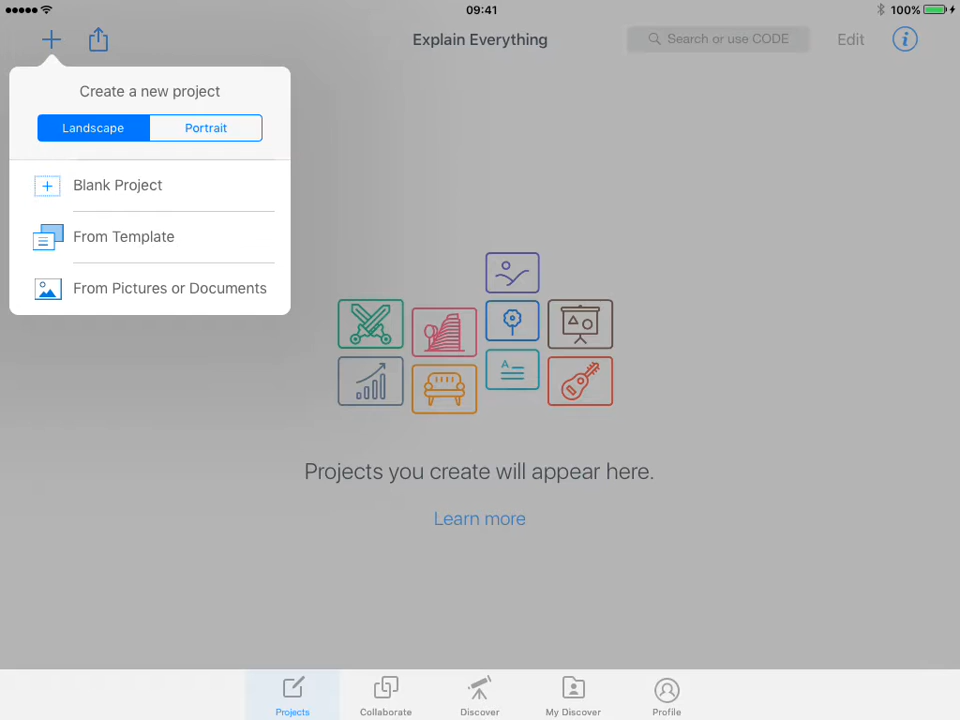 09:41
100%
Explain Everything
Search or use CODE
Edit
Create a new project
Landscape
Portrait
Blank Project
From Template
From Pictures or Documents
A
Projects you create will appear here.
Learn more
Projects
Collaborate
Discover
My Discover
Profile